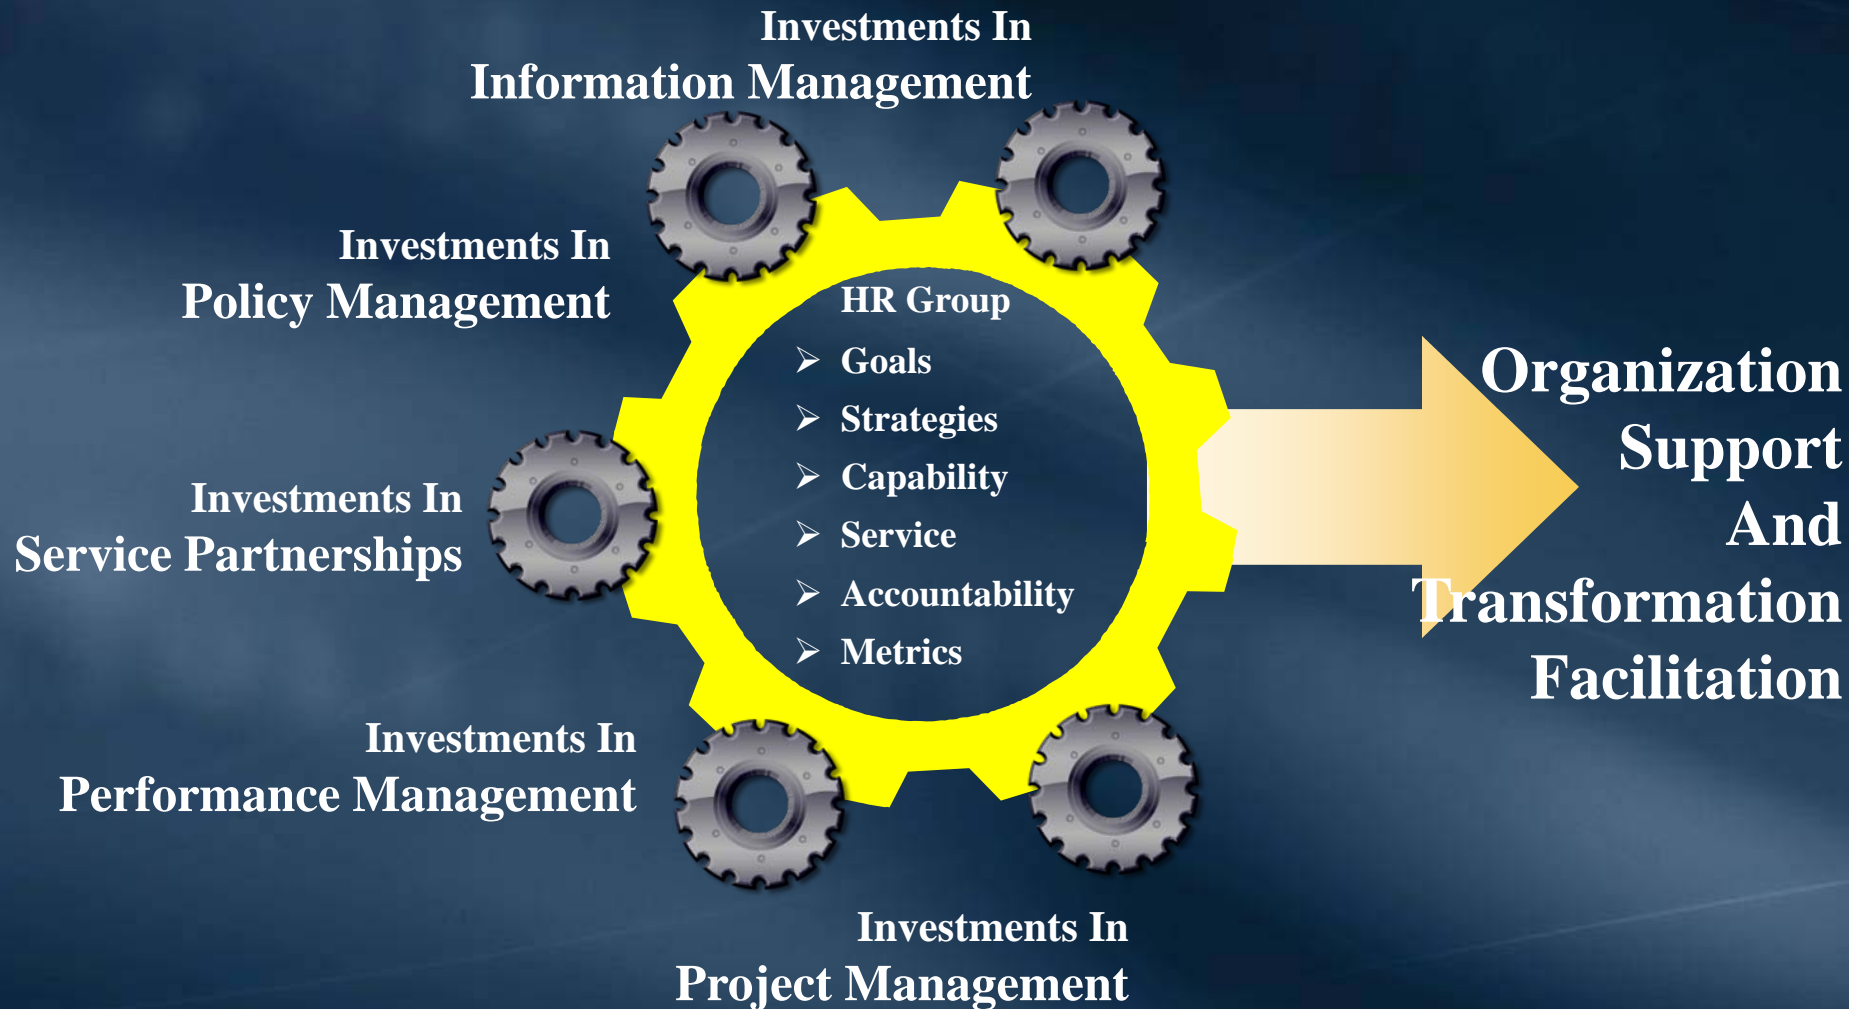 Investments In
Information Management
Investments In
Policy Management
HR Group
Goals
Strategies
Capability
Service
Accountability
Metrics
Organization
Support
And
Transformation
Facilitation
Investments In
Service Partnerships
Investments In
Performance Management
Investments In
Project Management